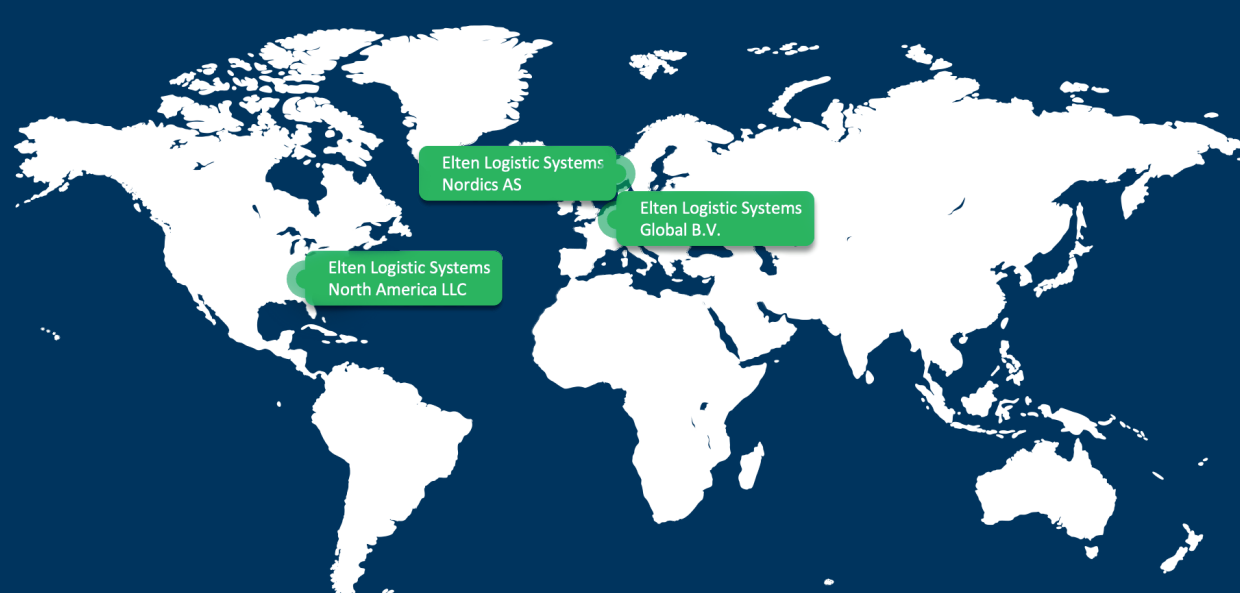 Elten Logistic Systems
Nordics AS
Elten Logistic Systems
Global B.V.
Elten Logistic Systems
North America LLC